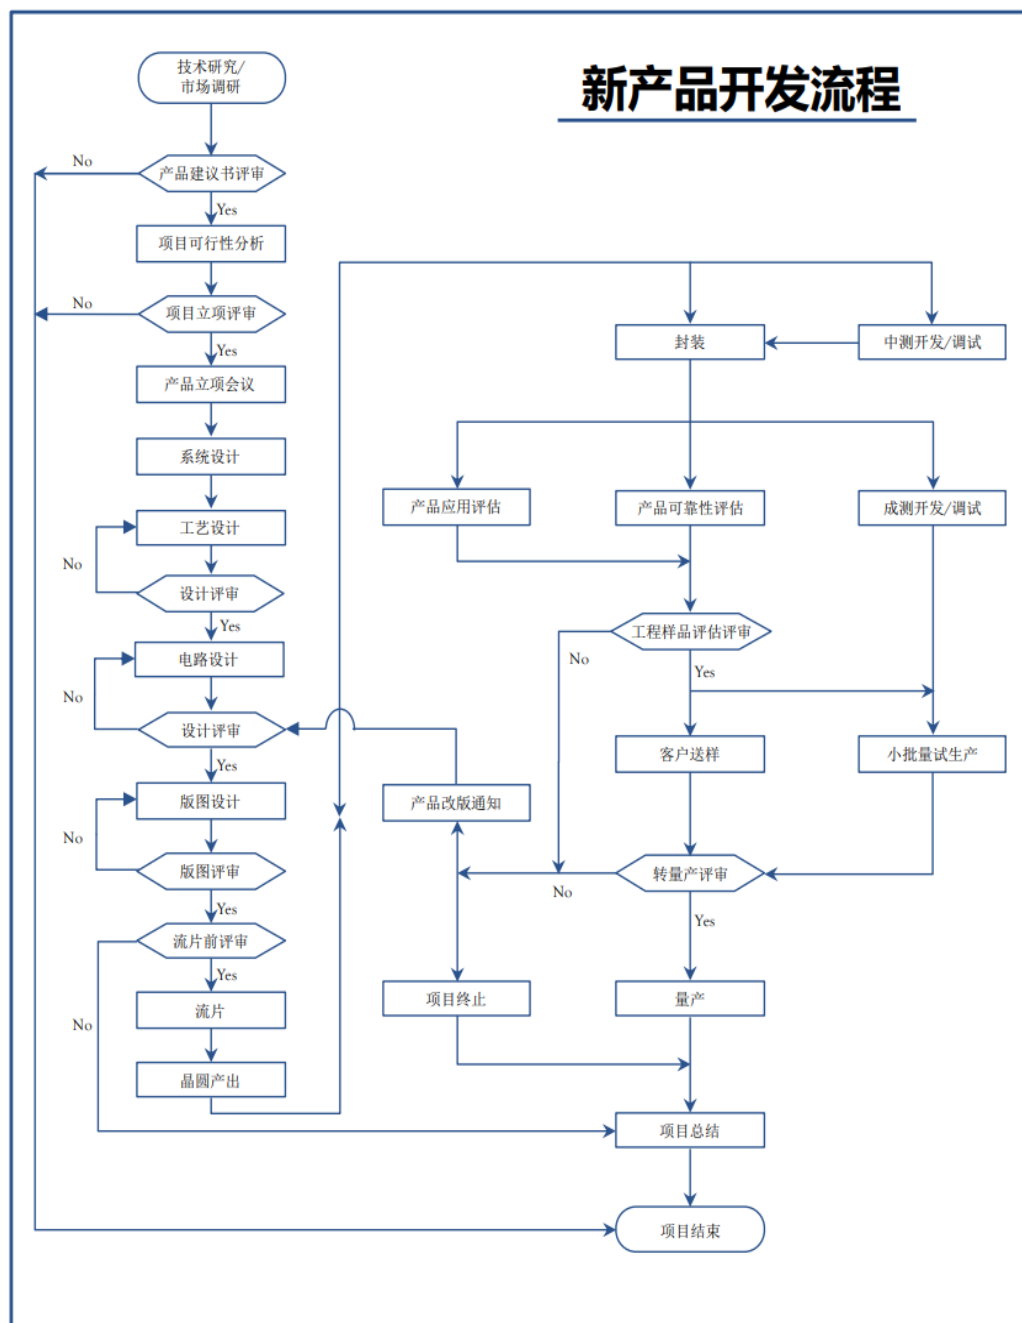 新产品开发流程
技术研究/
市场调研
No
产品建议书评审
Yes
项目可行性分析
No
项目立项评审
Yes
产品立项会议
系统设计
工艺设计
No
设计评审
Yes
电路设计
No
设计评审
Yes
版图设计
No
版图评审
Yes
流片前评审
Yes
No
流片
晶圆产出
封装
中测开发/调试
产品应用评估
产品可靠性评估
成测开发/调试
工程样品评估评审
No
Yes
客户送样
小批量试生产
产品改版通知
转量产评审
No
Yes
项目终止
量产
项目总结
项目结束